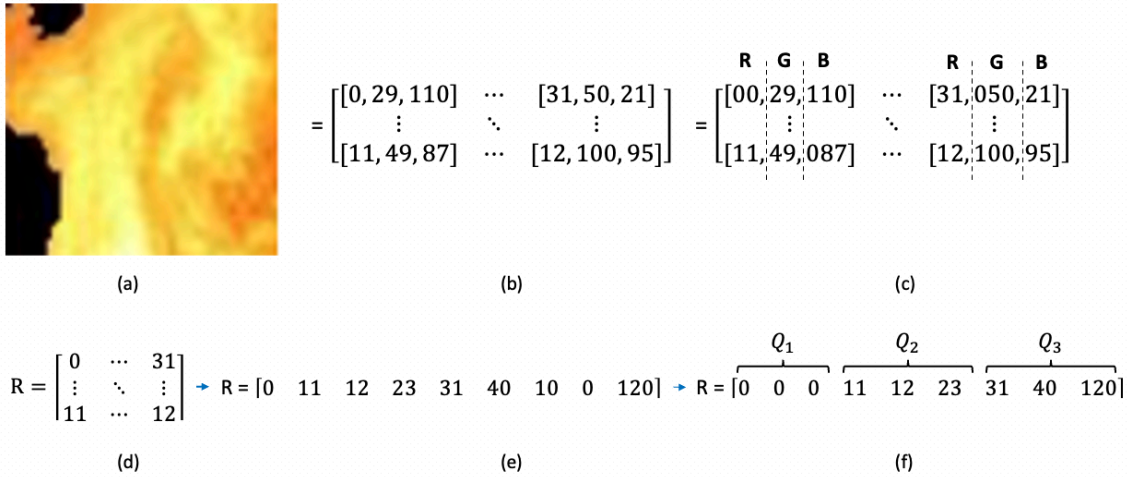 R G B R G B
= [[0, 29, 110] ⋯ [31, 50, 21]
⋮ ⋱ ⋮
[11, 49, 87] ⋯ [12, 100, 95]]
= [[00, 29, 110] ⋯ [31, 050, 21]
⋮ ⋱ ⋮
[11, 49, 087] ⋯ [12, 100, 95]]
(a) (b) (c)
R = [0 ⋯ 31
⋮ ⋱ ⋮
11 ⋯ 12]
→ R = [0 11 12 23 31 40 10 0 120]
Q1 Q2 Q3
→ R = [0 0 0 11 12 23 31 40 120]
(d) (e) (f)